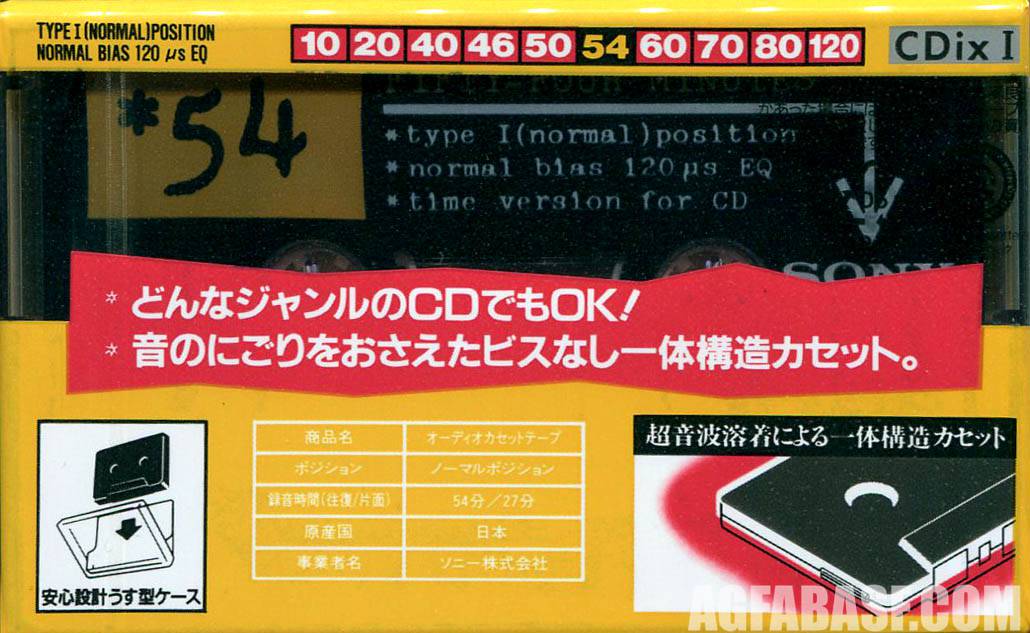 TYPE I (NORMAL)POSITION
NORMAL BIAS 120 μs EQ
10 20 40 46 50 54 60 70 80 120
CDix I
FIFTY-FOUR MINUTE
*54
*type I(normal)position
*normal bias 120μs EQ
*time version for CD
SONY
* どんなジャンルのCDでもOK!
* 音のにごりをおさえたビスなし一体構造カセット。
安心設計うす型ケース
商品名 オーディオカセットテープ
ポジション ノーマルポジション
録音時間(往復/片面) 54分/27分
原産国 日本
事業者名 ソニー株式会社
超音波溶着による一体構造カセット
AGFABASE.COM